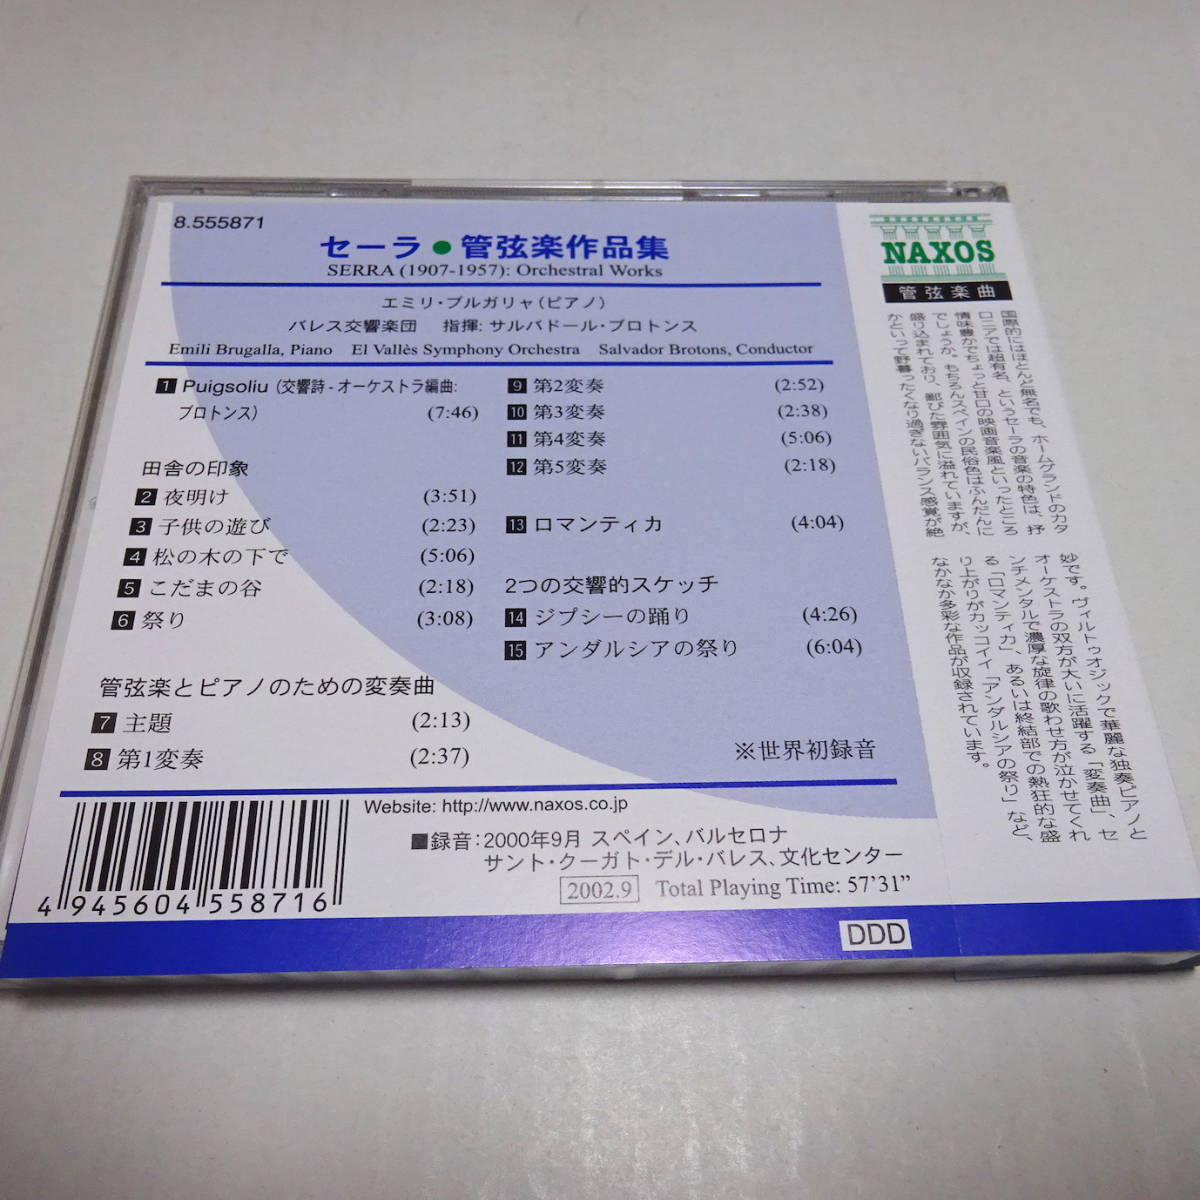 8.555871
セーラ●管弦楽作品集
SERRA (1907-1957): Orchestral Works
エミリ・ブルガリャ(ピアノ)
バレス交響楽団　指揮: サルバドール・ブロトンス
Emili Brugalla, Piano　El Vallès Symphony Orchestra　Salvador Brotons, Conductor
1 Puigsoliu (交響詩 - オーケストラ編曲:
ブロトンス) (7:46)
田舎の印象
2 夜明け (3:51)
3 子供の遊び (2:23)
4 松の木の下で (5:06)
5 こだまの谷 (2:18)
6 祭り (3:08)
管弦楽とピアノのための変奏曲
7 主題 (2:13)
8 第1変奏 (2:37)
9 第2変奏 (2:52)
10 第3変奏 (2:38)
11 第4変奏 (5:06)
12 第5変奏 (2:18)
13 ロマンティカ (4:04)
2つの交響的スケッチ
14 ジプシーの踊り (4:26)
15 アンダルシアの祭り (6:04)
※世界初録音
Website: http://www.naxos.co.jp
■録音:2000年9月 スペイン、バルセロナ
サント・クーガト・デル・バレス、文化センター
2002.9 Total Playing Time: 57’31”
4 945604 558716
DDD
NAXOS
管弦楽曲
国際的にはほとんど無名でも、ホームグランドのカタ
ロニアでは超有名、というセーラの音楽の特色は、抒
情味豊かでちょっと甘口の映画音楽風といったところ
でしょうか。もちろんスペインの民俗色はふんだんに
盛り込まれており、鄙びた雰囲気に溢れていますが、
かといって野暮ったくなり過ぎないバランス感覚が絶
妙です。ヴィルトゥオジックで華麗な独奏ピアノと
オーケストラの双方が大いに活躍する「変奏曲」、セ
ンチメンタルで濃厚な旋律の歌わせ方が泣かせてくれ
る「ロマンティカ」、あるいは終結部での熱狂的な盛
り上がりがカッコイイ「アンダルシアの祭り」など、
なかなか多彩な作品が収録されています。